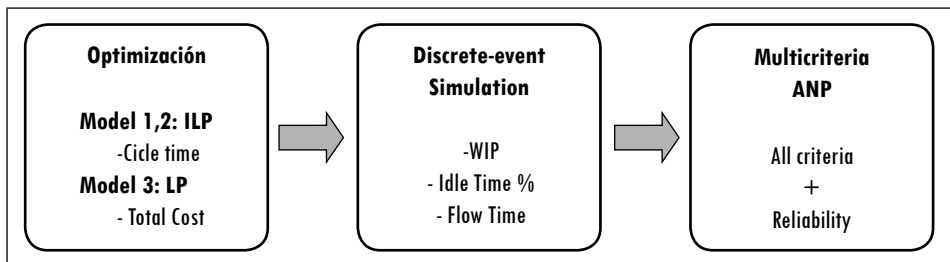 Optimización
Model 1,2: ILP
-Cicle time
Model 3: LP
- Total Cost
Discrete-event
Simulation
-WIP
- Idle Time %
- Flow Time
Multicriteria
ANP
All criteria
+
Reliability